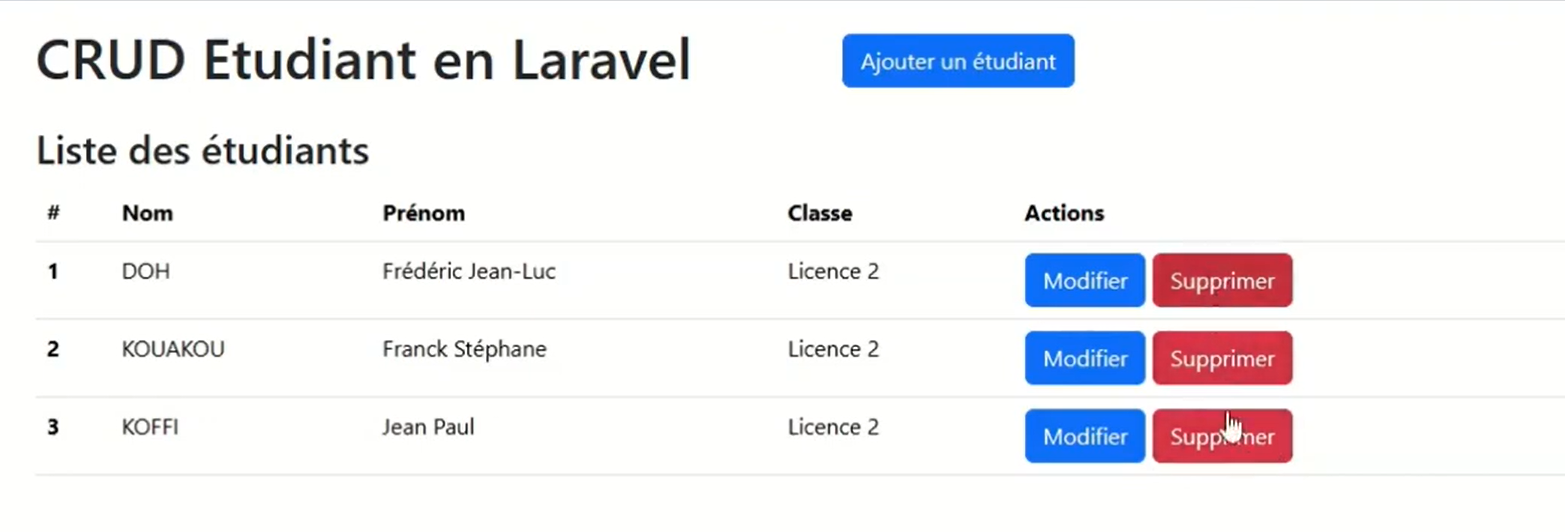 CRUD Etudiant en Laravel Ajouter un étudiant
Liste des étudiants
# Nom Prénom Classe Actions
1 DOH Frédéric Jean-Luc Licence 2 Modifier Supprimer
2 KOUAKOU Franck Stéphane Licence 2 Modifier Supprimer
3 KOFFI Jean Paul Licence 2 Modifier Supprimer